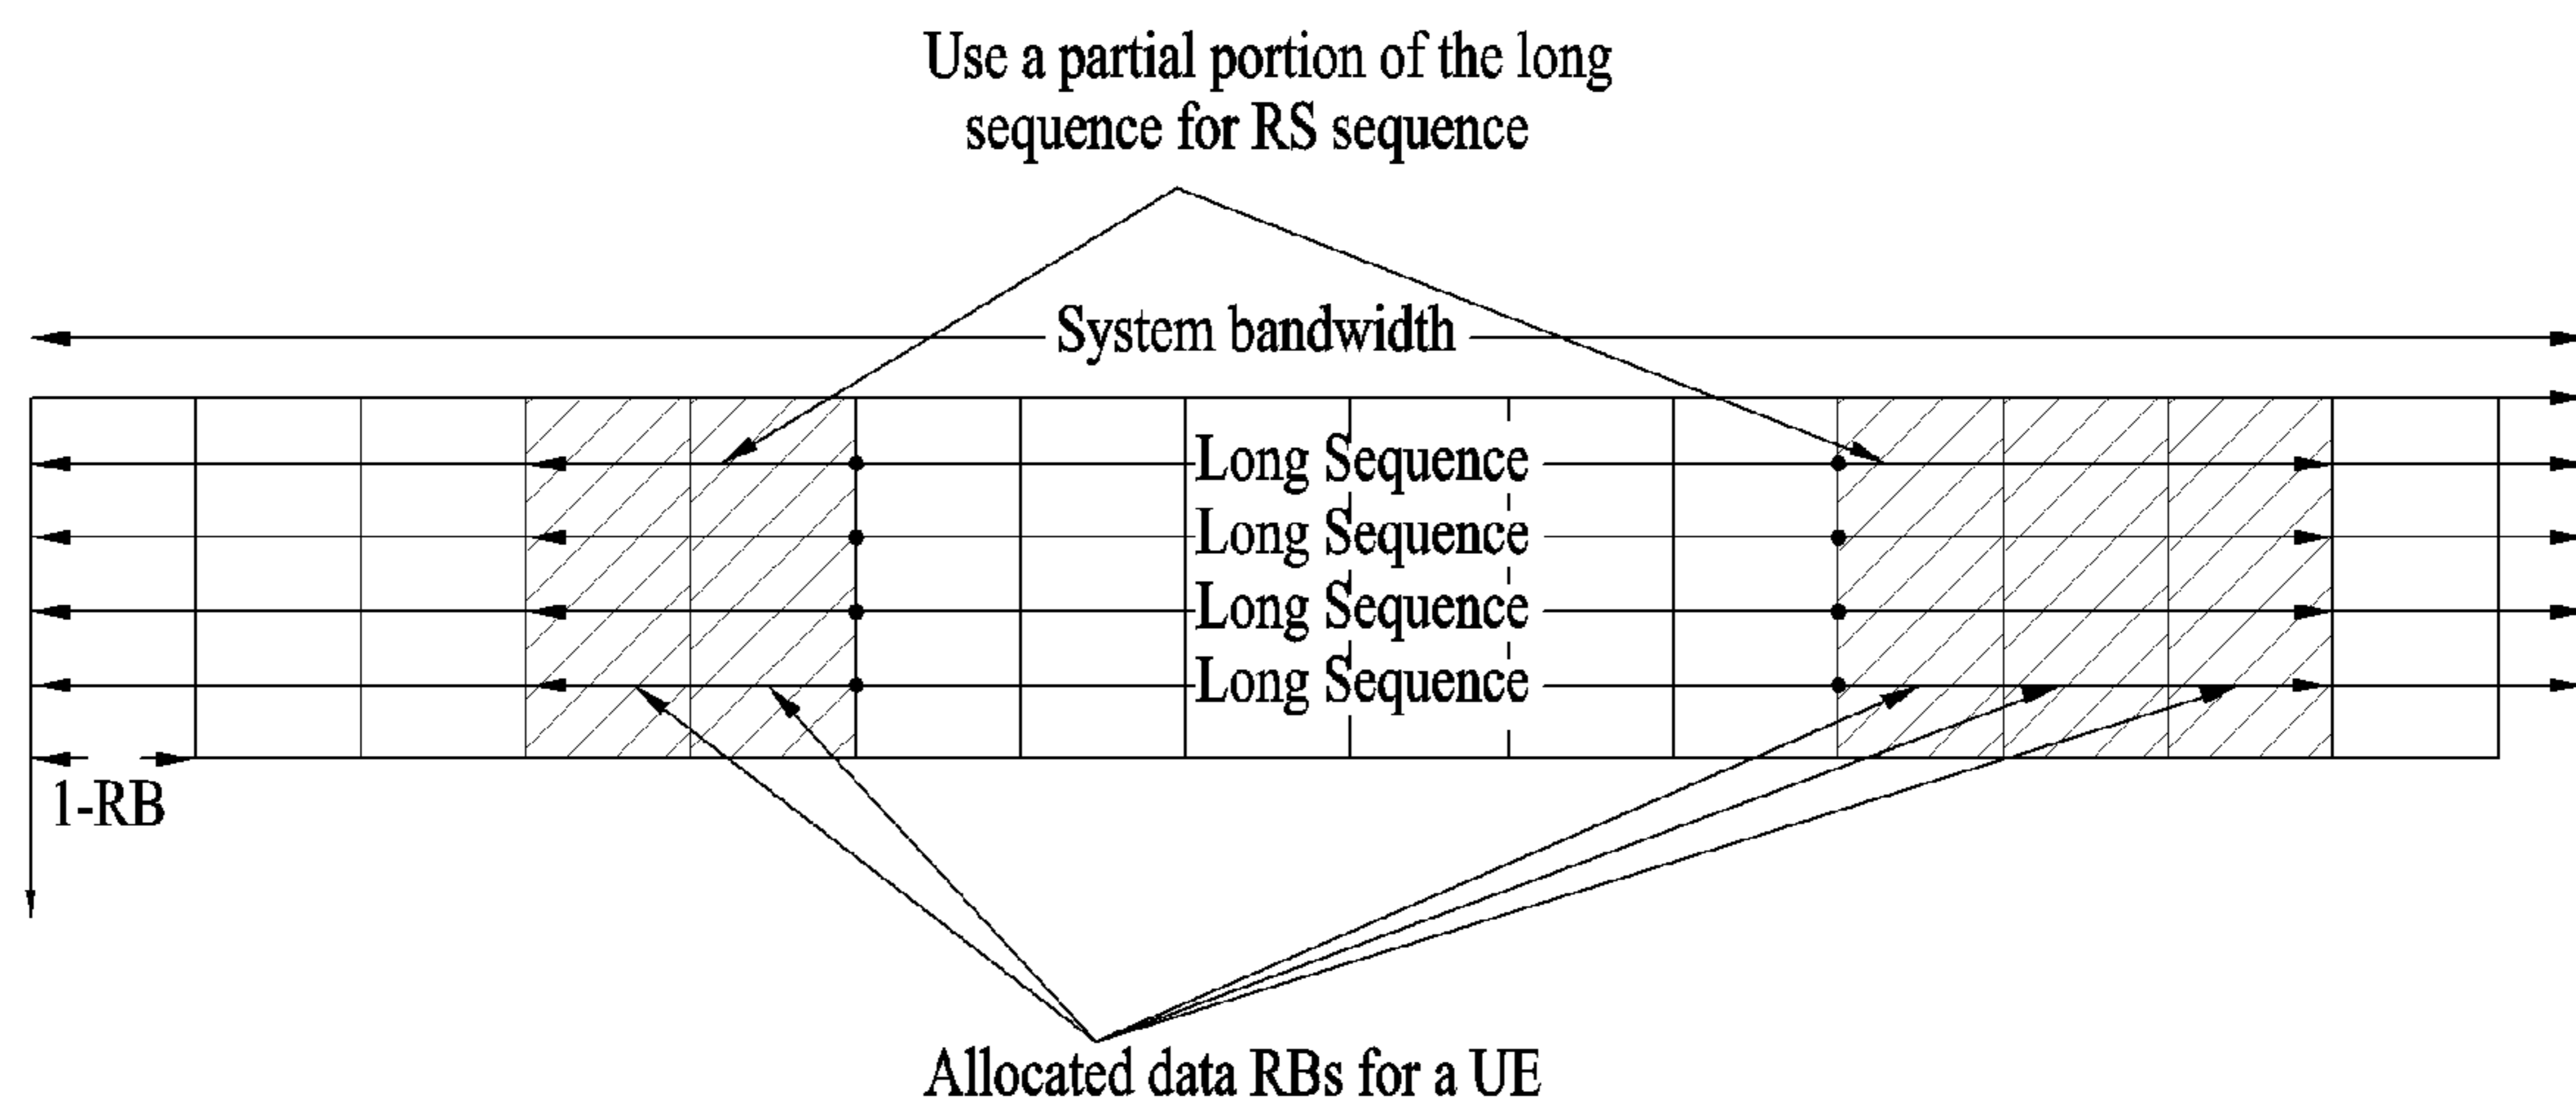 Use a partial portion of the long
sequence for RS sequence
System bandwidth
Long Sequence
Long Sequence
Long Sequence
Long Sequence
1-RB
Allocated data RBs for a UE